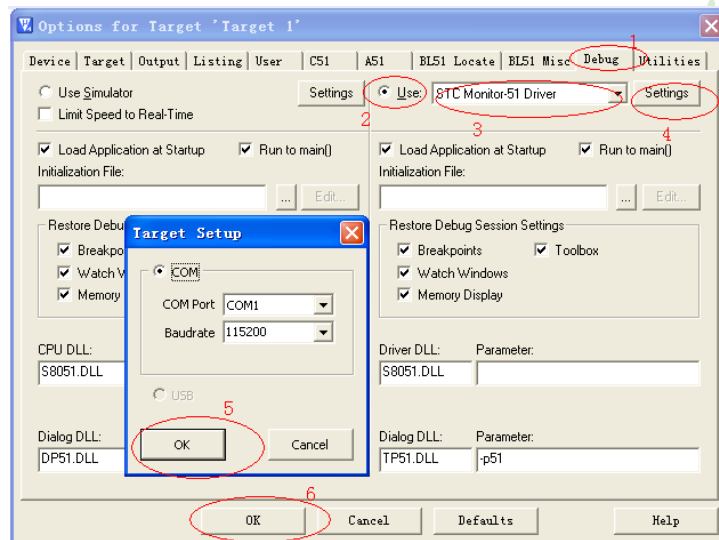 Options for Target 'Target 1'
1
Device Target Output Listing User C51 A51 BL51 Locate BL51 Misc Debug Utilities
Use Simulator Settings Use: STC Monitor-51 Driver Settings
Limit Speed to Real-Time 2 3 4
Load Application at Startup Run to main() Load Application at Startup Run to main()
Initialization File: Initialization File:
... Edit... ... Edit...
Restore Debu Restore Debug Session Settings
Breakpo Breakpoints Toolbox
Watch W Watch Windows
Memory Memory Display
Target Setup
COM
COM Port COM1
Baudrate 115200
USB
5
OK Cancel
CPU DLL: Driver DLL: Parameter:
S8051.DLL S8051.DLL
Dialog DLL: Dialog DLL: Parameter:
DP51.DLL TP51.DLL -p51
6
OK Cancel Defaults Help